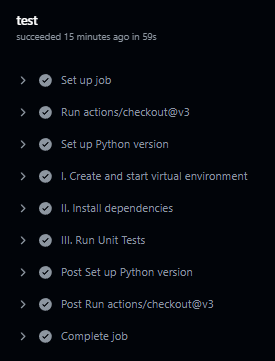 test
succeeded 15 minutes ago in 59s
Set up job
Run actions/checkout@v3
Set up Python version
I. Create and start virtual environment
II. Install dependencies
III. Run Unit Tests
Post Set up Python version
Post Run actions/checkout@v3
Complete job